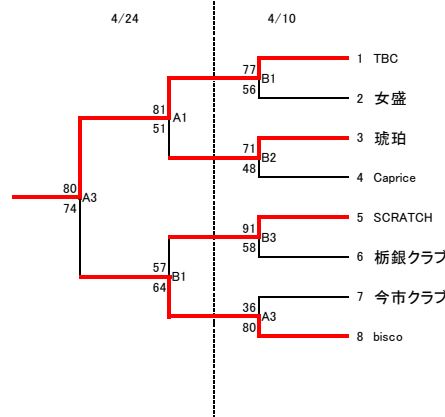 4/24 4/10
1 TBC
77
B1
56
2 女盛
81
A1
51
3 琥珀
71
B2
48
4 Caprice
80
A3
74
5 SCRATCH
91
B3
58
6 栃銀クラブ
57
B1
64
7 今市クラブ
36
A3
80
8 bisco